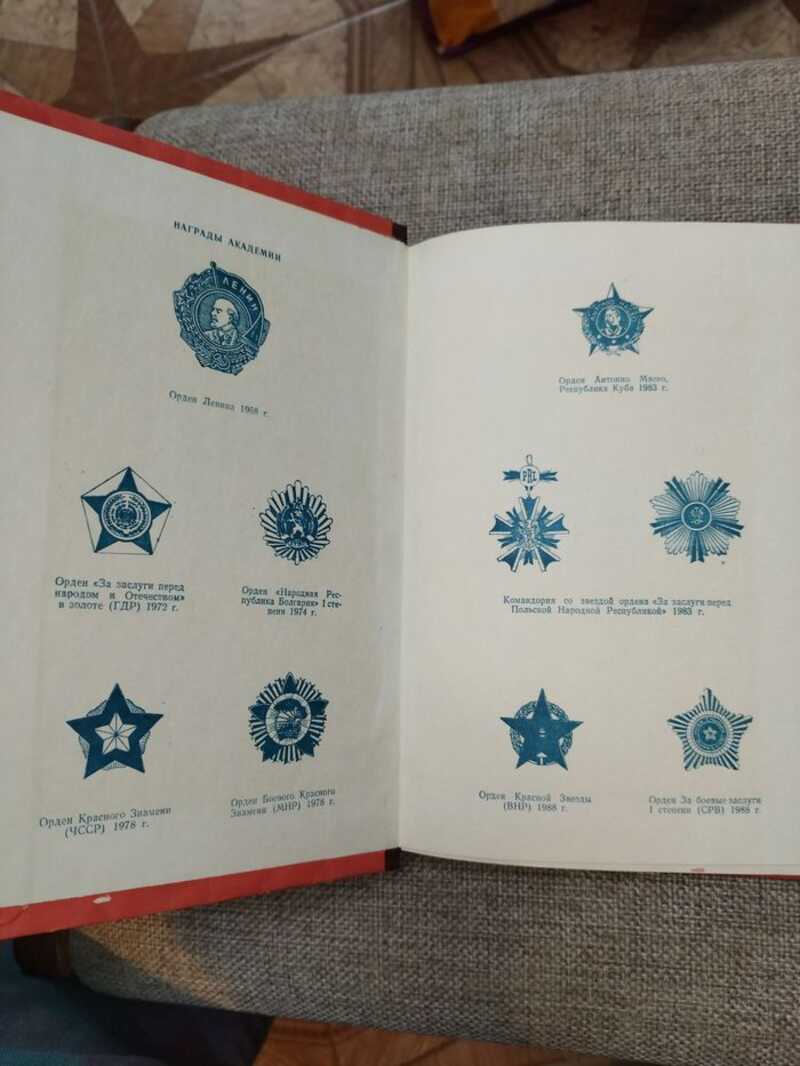 НАГРАДЫ АКАДЕМИИ
ЛЕНИН
Орден Ленина 1968 г.
Орден «За заслуги перед
народом и Отечеством»
в золоте (ГДР) 1972 г.
Орден «Народная Рес-
публика Болгария» I сте-
пени 1974 г.
Орден Красного Знамени
(ЧССР) 1978 г.
Орден Боевого Красного
Знамени (МНР) 1978 г.
Орден Антонио Масео,
Республика Куба 1983 г.
PRL
Командория со звездой ордена «За заслуги перед
Польской Народной Республикой» 1983 г.
Орден Красной Звезды
(ВНР) 1988 г.
Орден За боевые заслуги
I степени (СРВ) 1988 г.